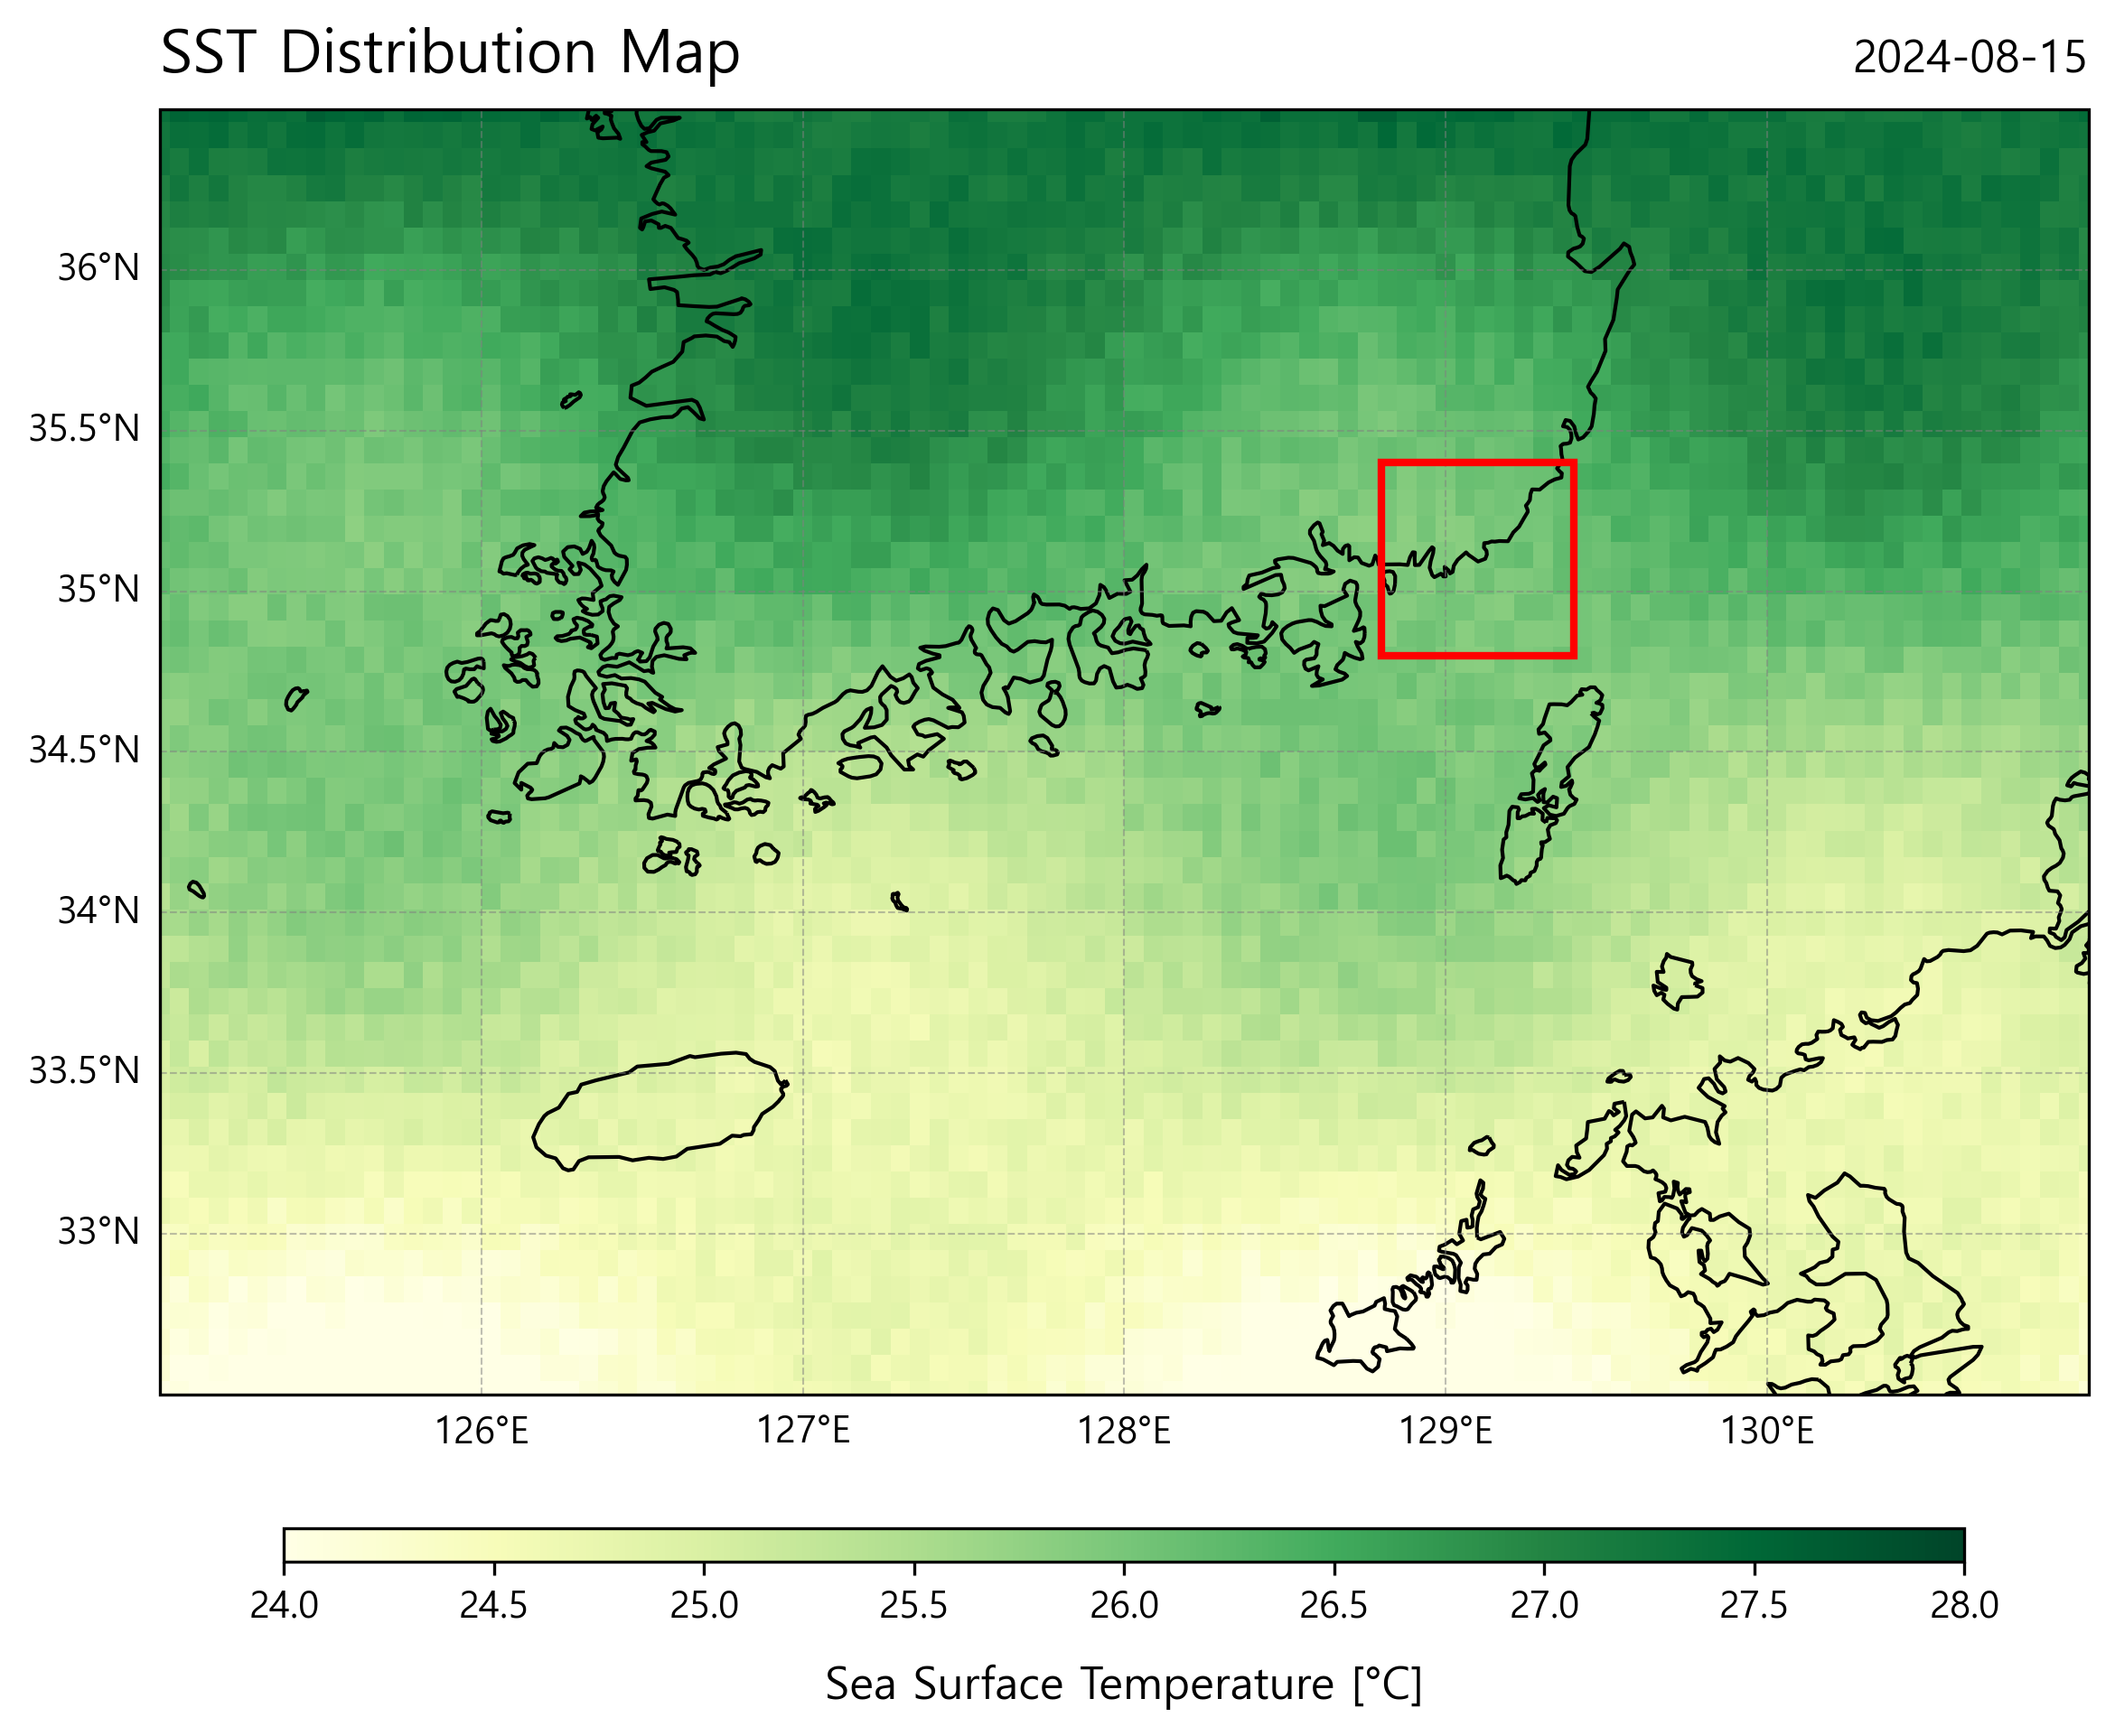 SST Distribution Map
2024-08-15
36°N
35.5°N
35°N
34.5°N
34°N
33.5°N
33°N
126°E 127°E 128°E 129°E 130°E
24.0 24.5 25.0 25.5 26.0 26.5 27.0 27.5 28.0
Sea Surface Temperature [°C]